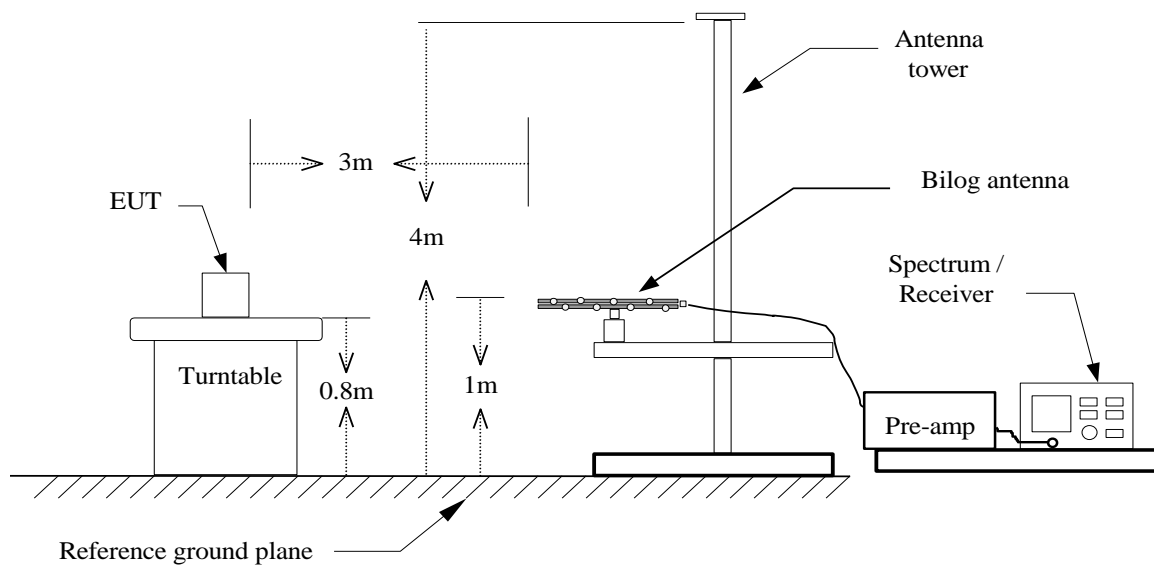 Antenna
tower
3m
Bilog antenna
EUT
4m
Spectrum /
Receiver
Turntable
0.8m
1m
Pre-amp
Reference ground plane